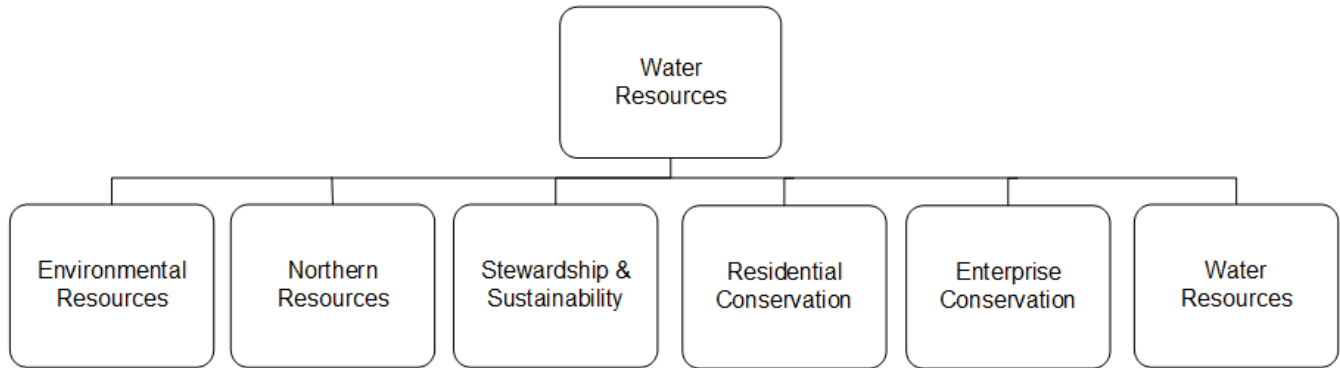 Water
Resources
Environmental
Resources
Northern
Resources
Stewardship &
Sustainability
Residential
Conservation
Enterprise
Conservation
Water
Resources